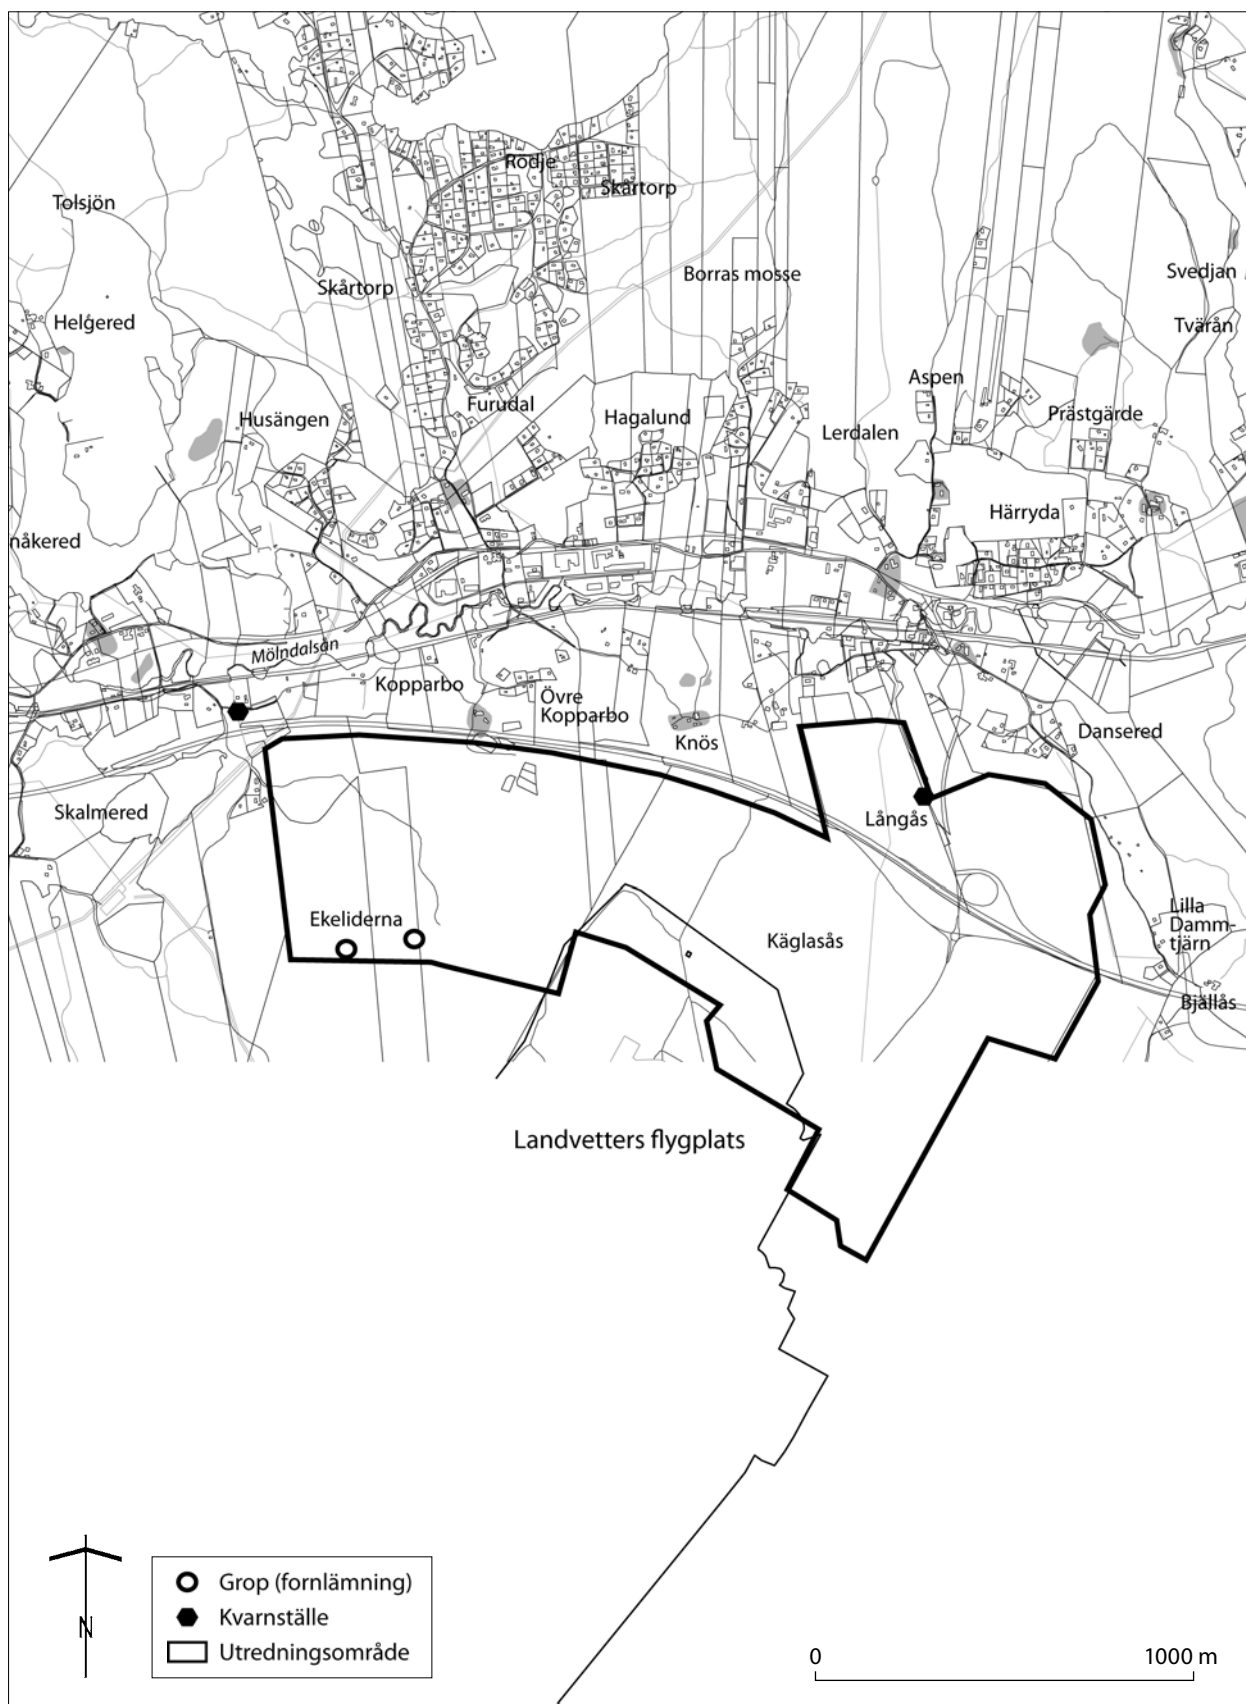 Rödje
Skårtorp
Tolsjön
Svedjan
Borras mosse
Skårtorp
Helgered
Tvärån
Aspen
Furudal
Prästgärde
Husängen
Hagalund
Lerdalen
Härryda
nåkered
Mölndalsån
Kopparbo
Övre
Kopparbo
Knös
Dansered
Skalmered
Långås
Lilla
Damm-
tjärn
Ekeliderna
Käglasås
Bjällås
Landvetters flygplats
N
Grop (fornlämning)
Kvarnställe
Utredningsområde
0 1000 m